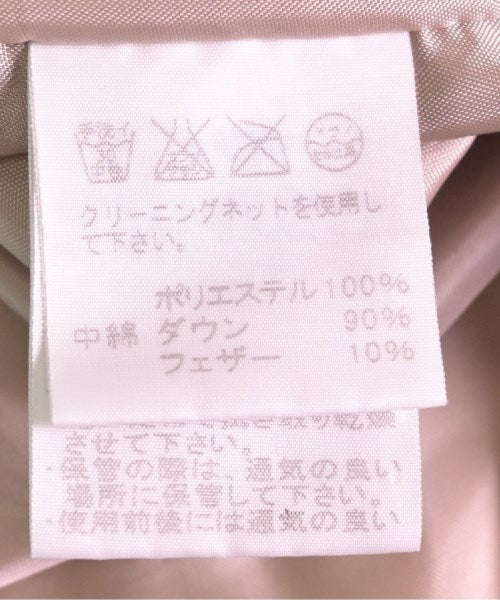 手洗イ
クリーニングネットを使用し
て下さい。
ポリエステル 100%
中綿 ダウン 90%
フェザー 10%
させて下さい。
・保管の際は、通気の良い
場所に保管して下さい。
・使用前後には通気の良い